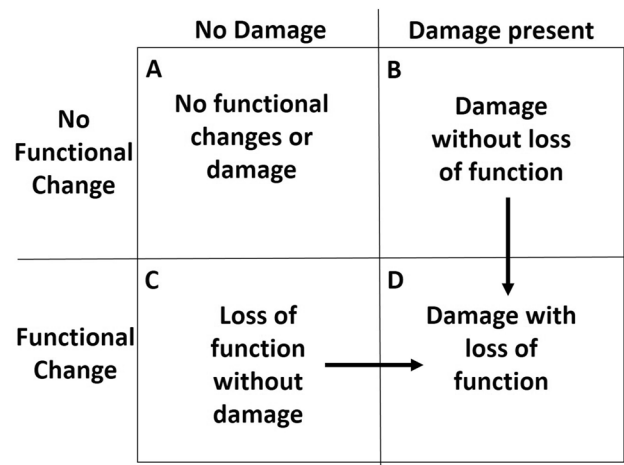 No Damage
Damage present
No
Functional
Change
A
No functional
changes or
damage
B
Damage
without loss
of function
Functional
Change
C
Loss of
function
without
damage
D
Damage with
loss of
function